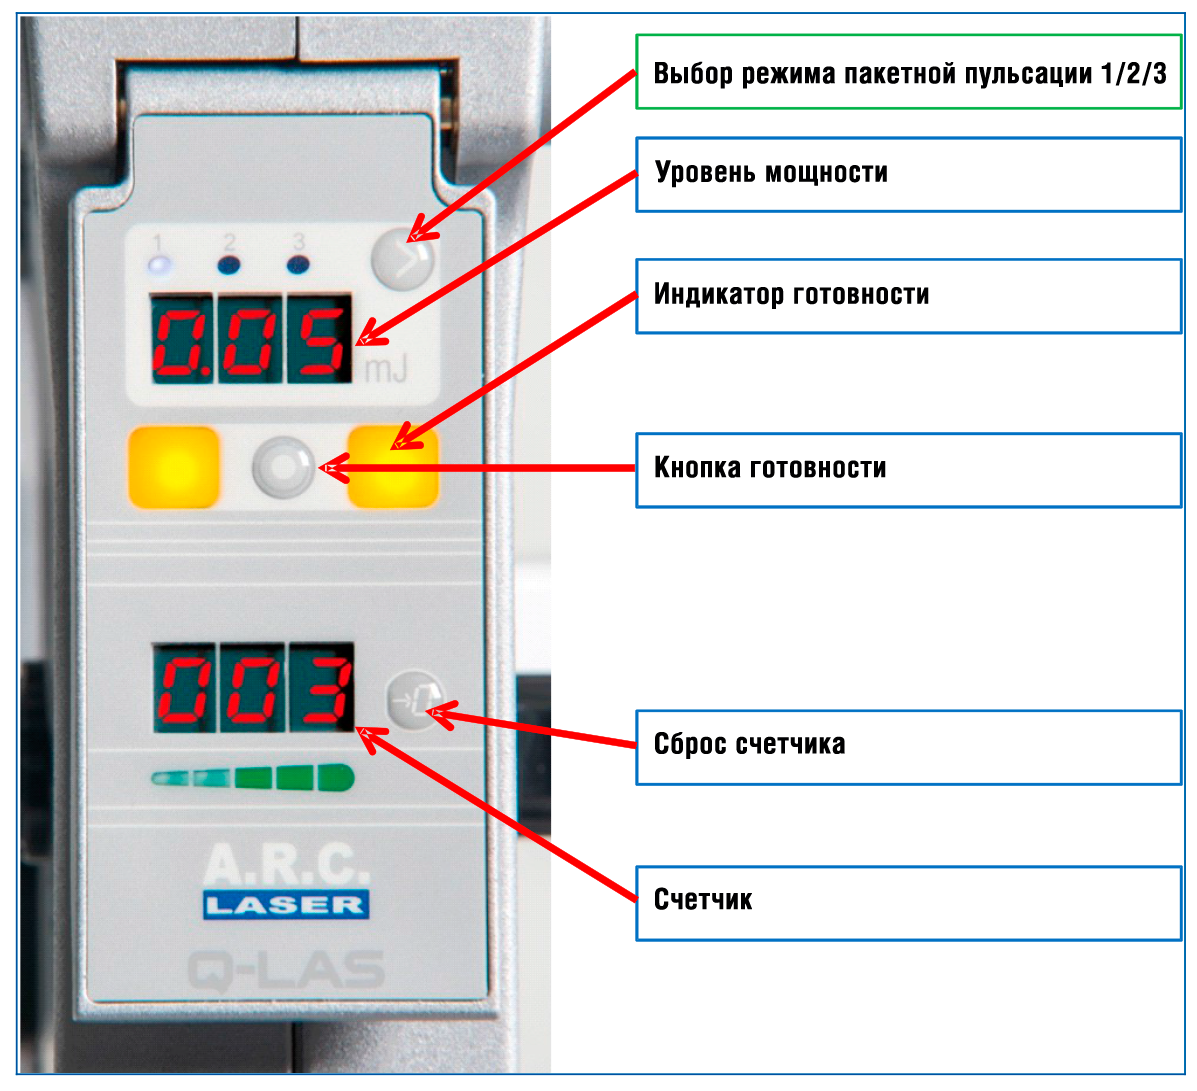 Выбор режима пакетной пульсации 1/2/3
Уровень мощности
1 2 3
0.05
mJ
Индикатор готовности
Кнопка готовности
003
→0
Сброс счетчика
Счетчик
A.R.C.
LASER
Q-LAS